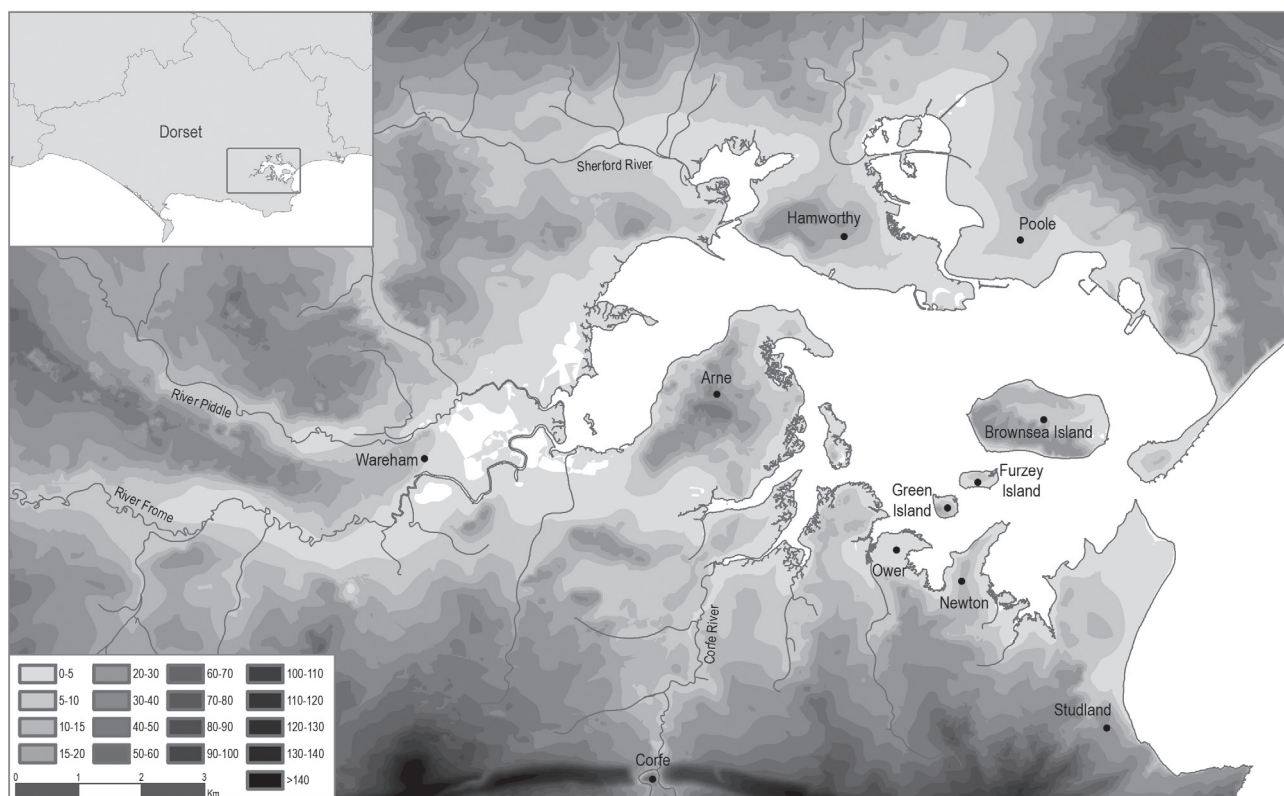 Dorset
Sherford River
Hamworthy
Poole
Arne
River Piddle
Brownsea Island
Wareham
Furzey
Island
Green
Island
River Frome
Ower
Newton
Corfe River
Studland
Corfe
0-5
20-30
60-70
100-110
5-10
30-40
70-80
110-120
10-15
40-50
80-90
120-130
15-20
50-60
90-100
130-140
>140
0 1 2 3
Km